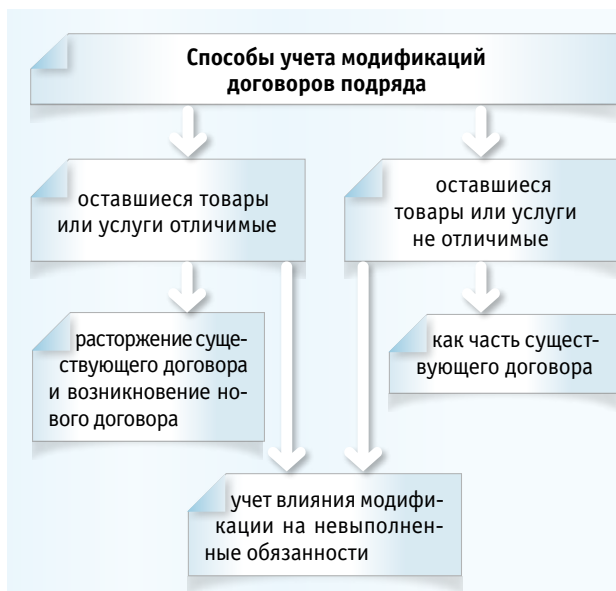 Способы учета модификаций
договоров подряда
оставшиеся товары
или услуги отличимые
оставшиеся
товары или услуги
не отличимые
расторжение суще-
ствующего договора
и возникновение но-
вого договора
как часть сущест-
вующего договора
учет влияния модифи-
кации на невыполнен-
ные обязанности